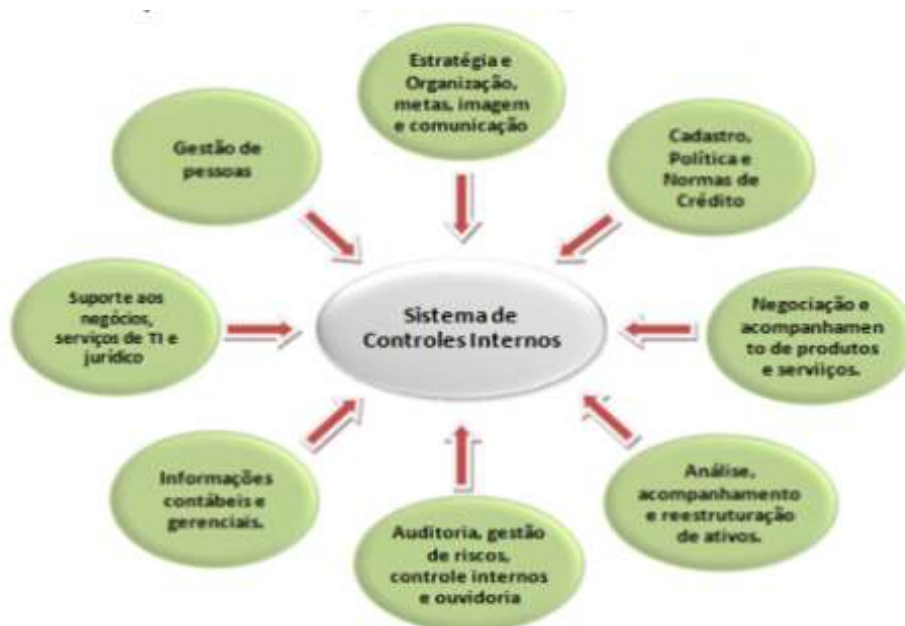 Estratégia e
Organização,
metas, imagem
e comunicação
Gestão de
pessoas
Cadastro,
Política e
Normas de
Crédito
Suporte aos
negócios,
serviços de TI e
jurídico
Sistema de
Controles Internos
Negociação e
acompanhamen
to de produtos
e serviiços.
Informações
contábeis e
gerenciais.
Auditoria, gestão
de riscos,
controle internos
e ouvidoria
Análise,
acompanhamento
e reestruturação
de ativos.